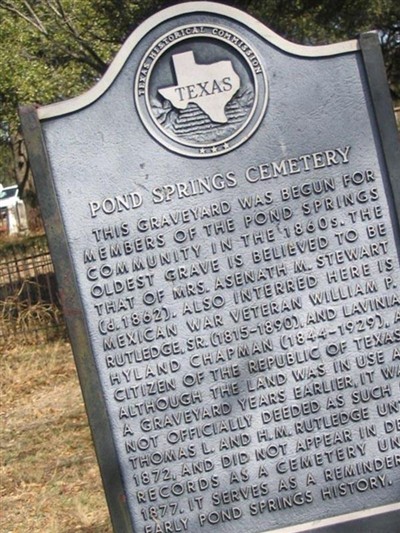 TEXAS HISTORICAL COMMISSION
TEXAS
POND SPRINGS CEMETERY
THIS GRAVEYARD WAS BEGUN FOR
MEMBERS OF THE POND SPRINGS
COMMUNITY IN THE 1860s. THE
OLDEST GRAVE IS BELIEVED TO BE
THAT OF MRS. ASENATH M. STEWART
(d. 1862). ALSO INTERRED HERE IS
MEXICAN WAR VETERAN WILLIAM P.
RUTLEDGE, SR. (1815-1890), AND LAVINIA
HYLAND CHAPMAN (1844-1929), A
CITIZEN OF THE REPUBLIC OF TEXAS.
ALTHOUGH THE LAND WAS IN USE A
A GRAVEYARD YEARS EARLIER, IT WA
NOT OFFICIALLY DEEDED AS SUCH
THOMAS L. AND H.M. RUTLEDGE UNT
1872, AND DID NOT APPEAR IN DE
RECORDS AS A CEMETERY UN
1877. IT SERVES AS A REMINDER
EARLY POND SPRINGS HISTORY.